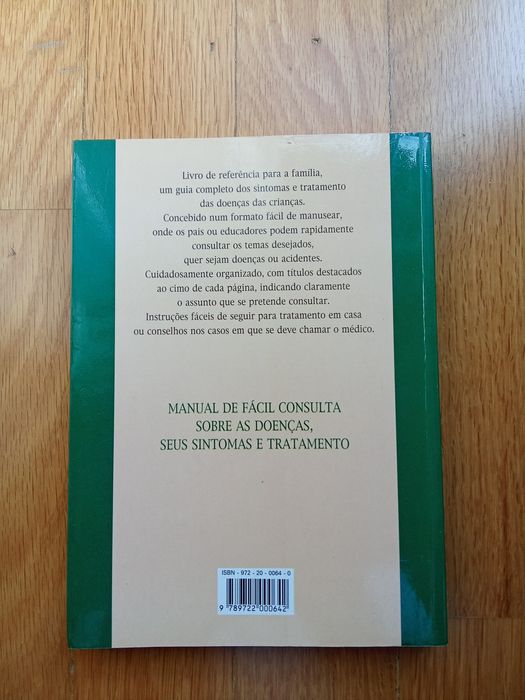 Livro de referência para a família,
um guia completo dos sintomas e tratamento
das doenças das crianças.
Concebido num formato fácil de manusear,
onde os pais ou educadores podem rapidamente
consultar os temas desejados,
quer sejam doenças ou acidentes.
Cuidadosamente organizado, com títulos destacados
ao cimo de cada página, indicando claramente
o assunto que se pretende consultar.
Instruções fáceis de seguir para tratamento em casa
ou conselhos nos casos em que se deve chamar o médico.
MANUAL DE FÁCIL CONSULTA
SOBRE AS DOENÇAS,
SEUS SINTOMAS E TRATAMENTO
ISBN - 972 - 20 - 0064 - 0
9 789722 000642